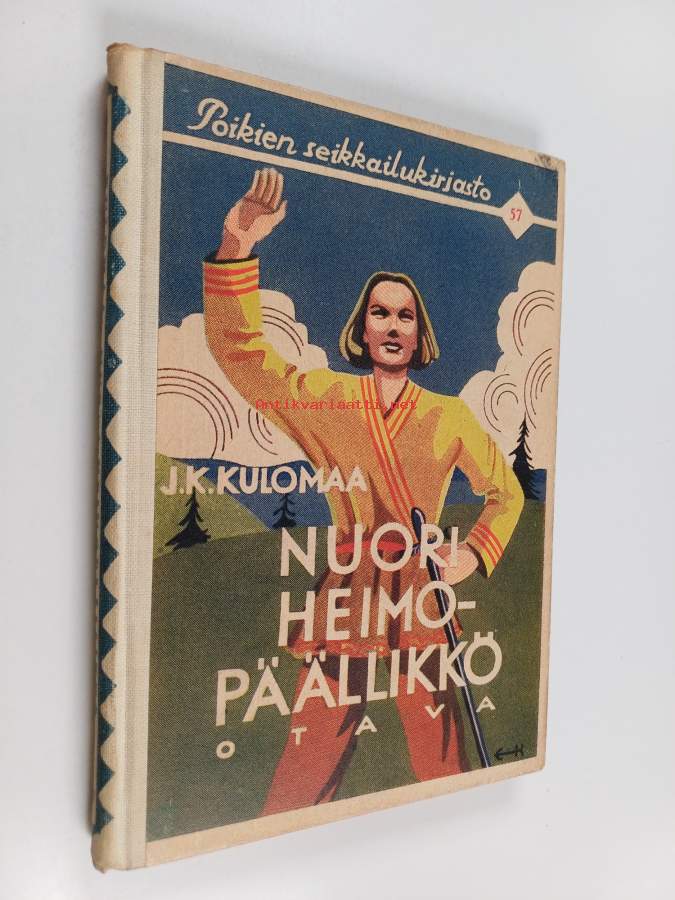 Poikien seikkailukirjasto
57
Antikvariaatti.net
J.K.KULOMAA
NUORI
HEIMO-
PÄÄLLIKKÖ
OTAVA